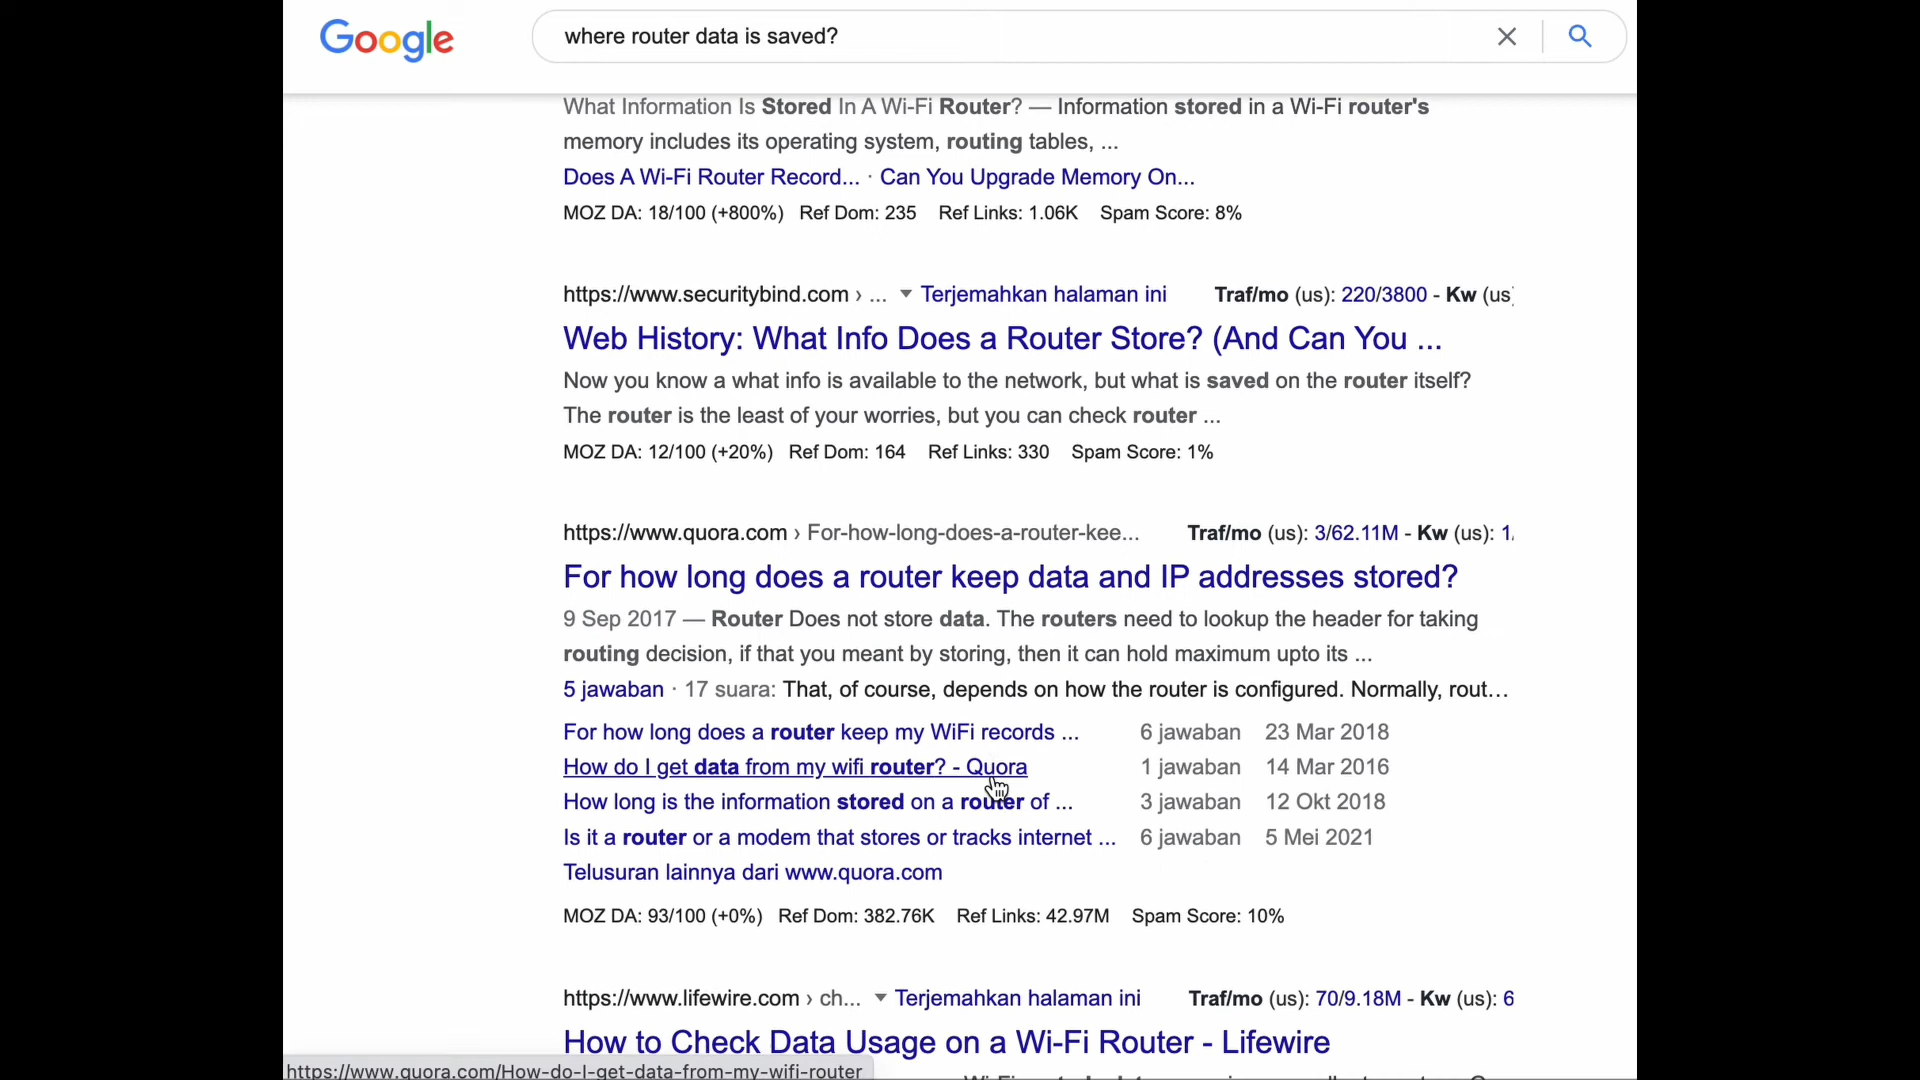 Google
where router data is saved?
What Information Is Stored In A Wi-Fi Router? — Information stored in a Wi-Fi router's
memory includes its operating system, routing tables, ...
Does A Wi-Fi Router Record... · Can You Upgrade Memory On...
MOZ DA: 18/100 (+800%) Ref Dom: 235 Ref Links: 1.06K Spam Score: 8%
https://www.securitybind.com › ... Terjemahkan halaman ini Traf/mo (us): 220/3800 - Kw (us)
Web History: What Info Does a Router Store? (And Can You ...
Now you know a what info is available to the network, but what is saved on the router itself?
The router is the least of your worries, but you can check router ...
MOZ DA: 12/100 (+20%) Ref Dom: 164 Ref Links: 330 Spam Score: 1%
https://www.quora.com › For-how-long-does-a-router-kee... Traf/mo (us): 3/62.11M - Kw (us): 1
For how long does a router keep data and IP addresses stored?
9 Sep 2017 — Router Does not store data. The routers need to lookup the header for taking
routing decision, if that you meant by storing, then it can hold maximum upto its ...
5 jawaban · 17 suara: That, of course, depends on how the router is configured. Normally, rout...
For how long does a router keep my WiFi records ... 6 jawaban 23 Mar 2018
How do I get data from my wifi router? - Quora 1 jawaban 14 Mar 2016
How long is the information stored on a router of ... 3 jawaban 12 Okt 2018
Is it a router or a modem that stores or tracks internet ... 6 jawaban 5 Mei 2021
Telusuran lainnya dari www.quora.com
MOZ DA: 93/100 (+0%) Ref Dom: 382.76K Ref Links: 42.97M Spam Score: 10%
https://www.lifewire.com › ch... Terjemahkan halaman ini Traf/mo (us): 70/9.18M - Kw (us): 6
How to Check Data Usage on a Wi-Fi Router - Lifewire
https://www.quora.com/How-do-I-get-data-from-my-wifi-router